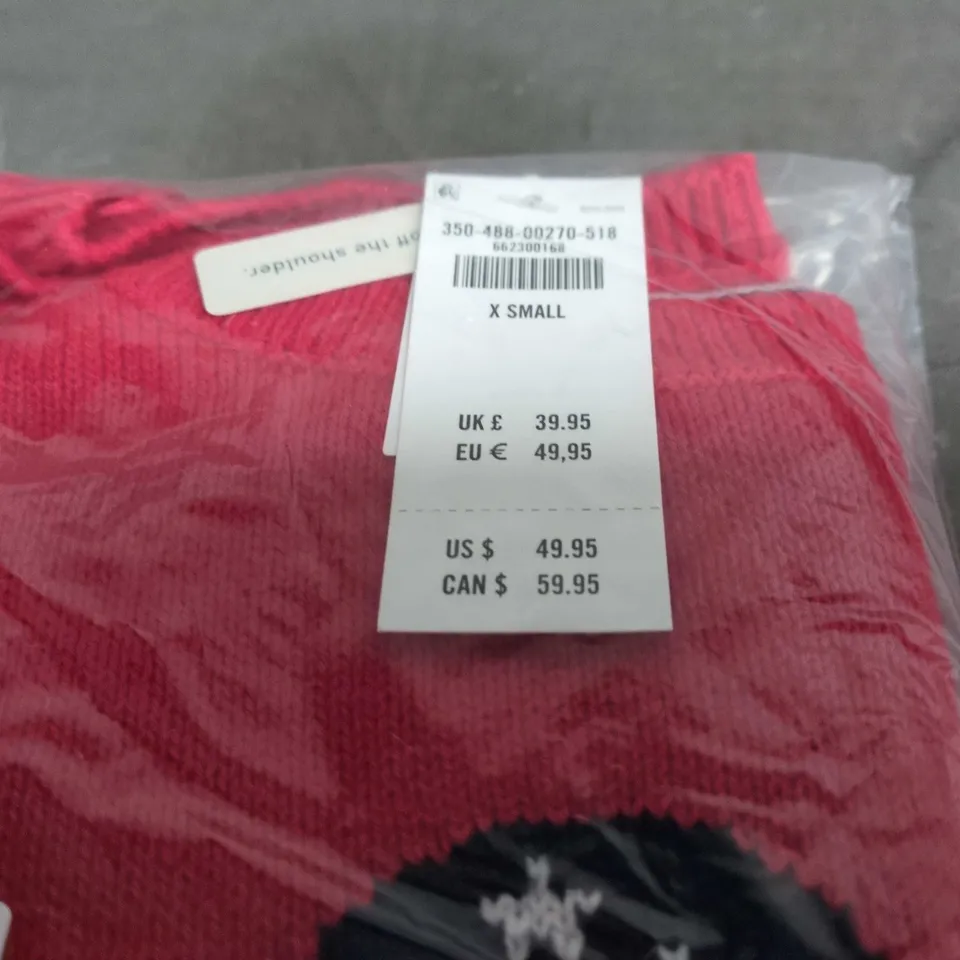 350-488-00270-518
662300168
X SMALL
UK £ 39.95
EU € 49,95
US $ 49.95
CAN $ 59.95
off the shoulder.